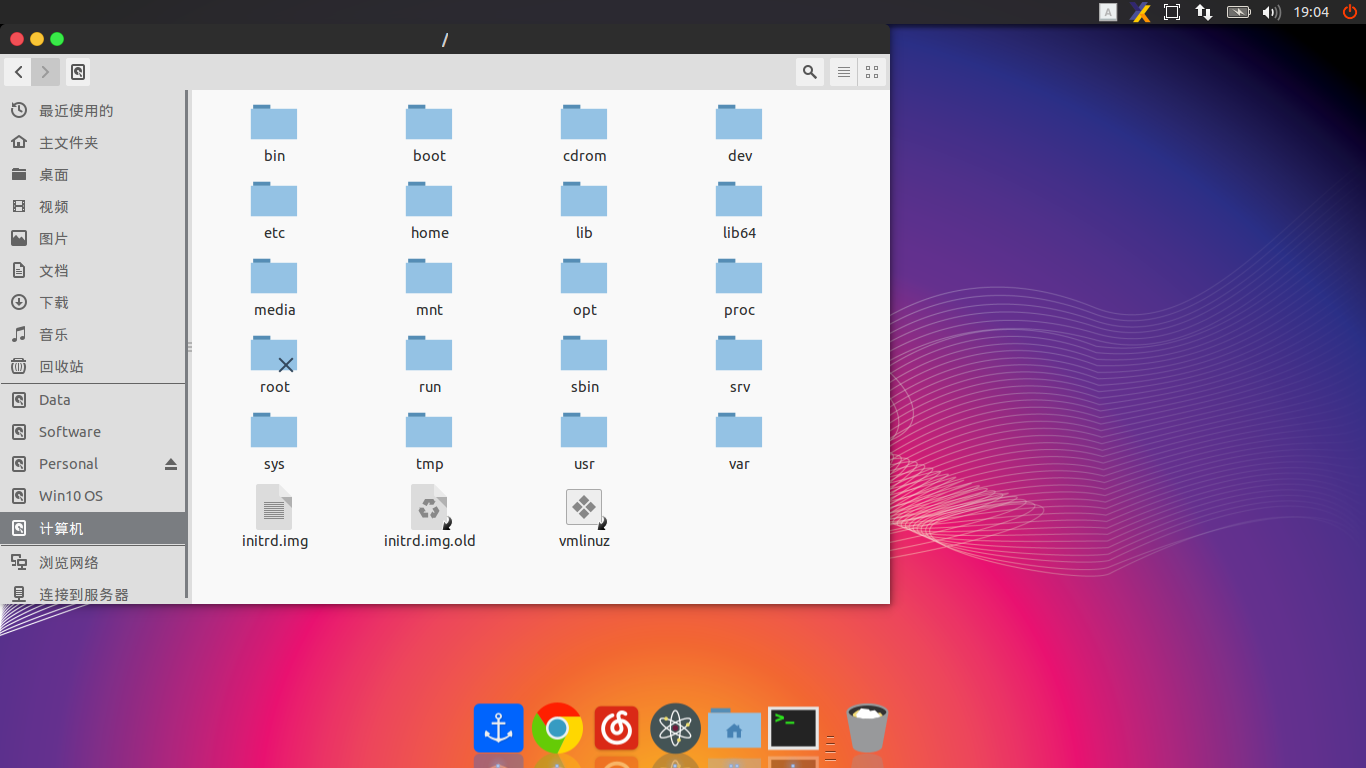 A
19:04
/
最近使用的
主文件夹
桌面
视频
图片
文档
下载
音乐
回收站
Data
Software
Personal
Win10 OS
计算机
浏览网络
连接到服务器
bin boot cdrom dev
etc home lib lib64
media mnt opt proc
root run sbin srv
sys tmp usr var
initrd.img initrd.img.old vmlinuz
>_